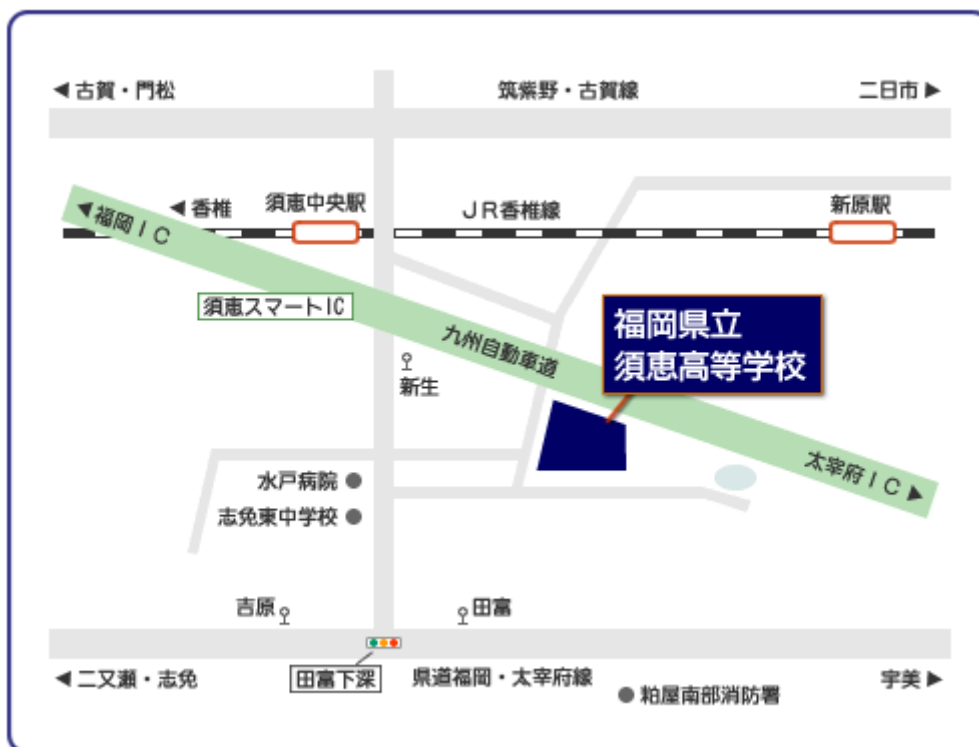 ◀古賀・門松
筑紫野・古賀線
二日市▶
◀福岡IC
◀香椎
須恵中央駅
JR香椎線
新原駅
須恵スマートIC
九州自動車道
福岡県立
須恵高等学校
新生
太宰府IC▶
水戸病院
志免東中学校
吉原
田富
◀二又瀬・志免
田富下深
県道福岡・太宰府線
宇美▶
粕屋南部消防署